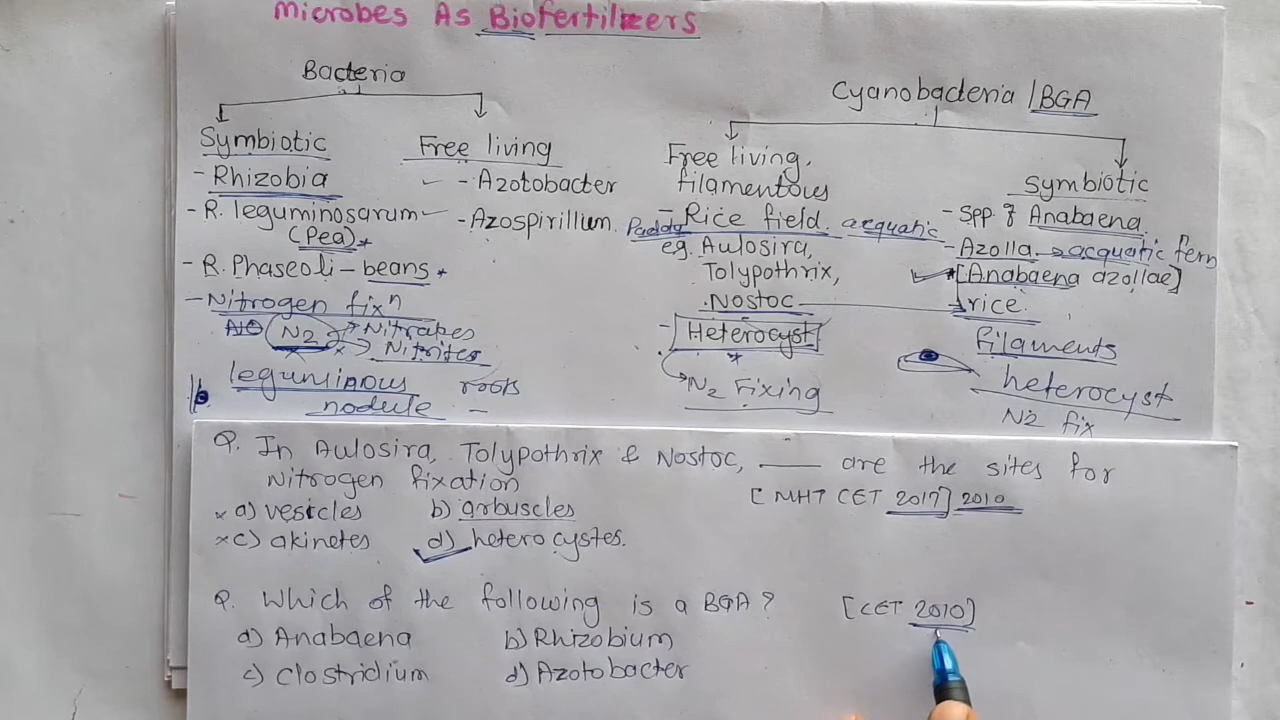 Microbes As Biofertilizers
Bacteria
Symbiotic
- Rhizobia
- R. leguminosarum
(Pea)
- R. Phaseoli - beans
- Nitrogen fixn
N2 → Nitrates
→ Nitrites
leguminous roots
nodule
Free living
- Azotobacter
- Azospirillum
Cyanobacteria / BGA
Free living,
filamentous
- Rice field. acquatic
Paddy
eg. Aulosira,
Tolypothrix,
Nostoc
- Heterocyst
→ N2 Fixing
Symbiotic
- Spp of Anabaena
- Azolla → acquatic fern
[Anabaena azollae]
→ rice
Filaments
heterocyst
N2 fix
Q. In Aulosira, Tolypothrix & Nostoc, ____ are the sites for
Nitrogen fixation [MHT CET 2017] 2010
a) vesicles b) arbuscles
c) akinetes d) heterocystes.
Q. Which of the following is a BGA? [CET 2010]
a) Anabaena b) Rhizobium
c) Clostridium d) Azotobacter